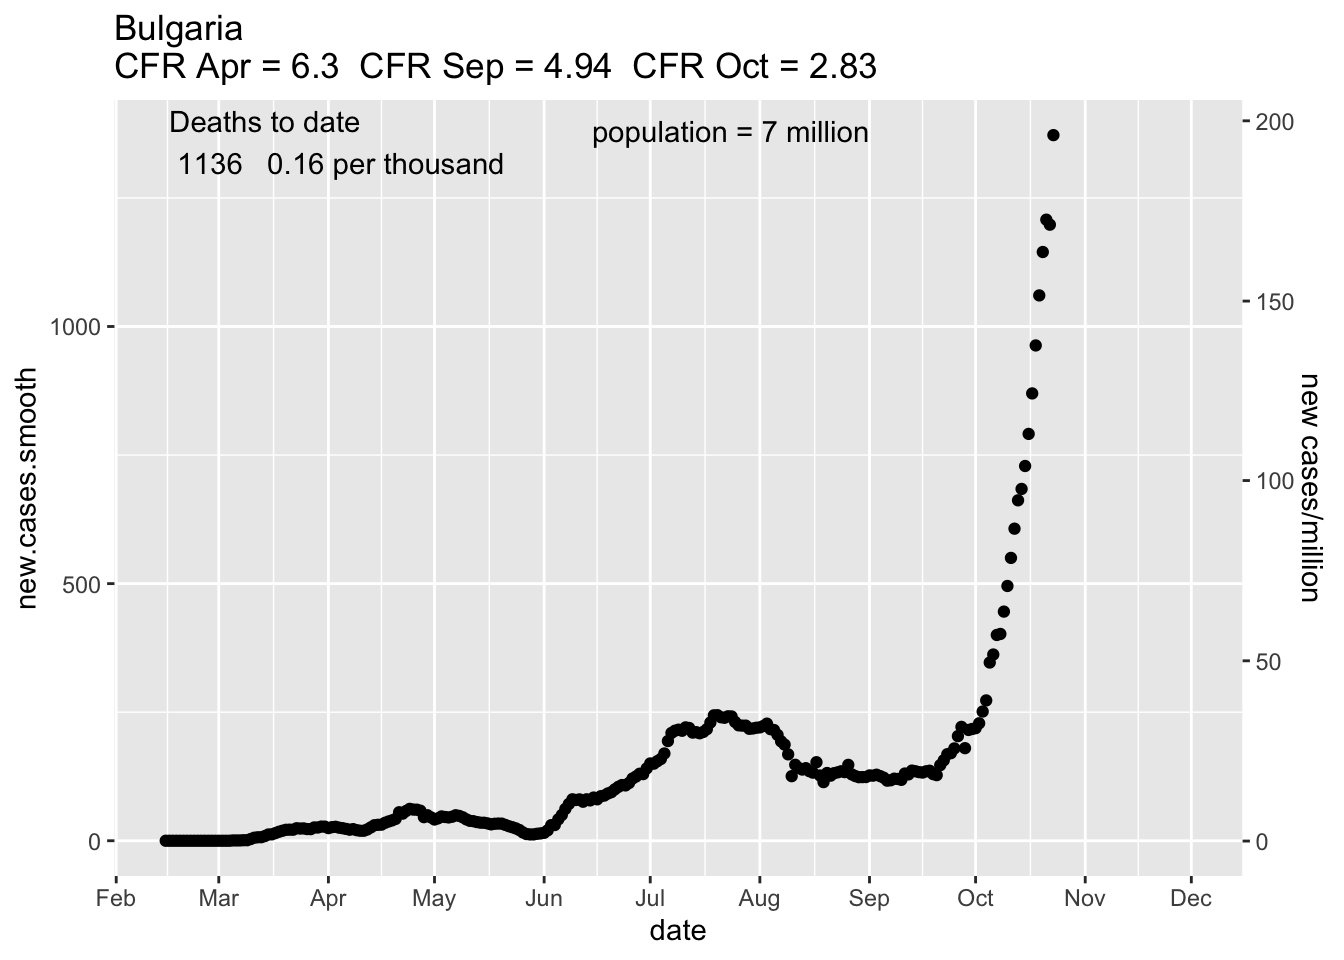 Bulgaria
CFR Apr = 6.3  CFR Sep = 4.94  CFR Oct = 2.83
Deaths to date
1136   0.16 per thousand
population = 7 million
new.cases.smooth
1000
500
0
200
150
100
50
0
new cases/million
Feb Mar Apr May Jun Jul Aug Sep Oct Nov Dec
date